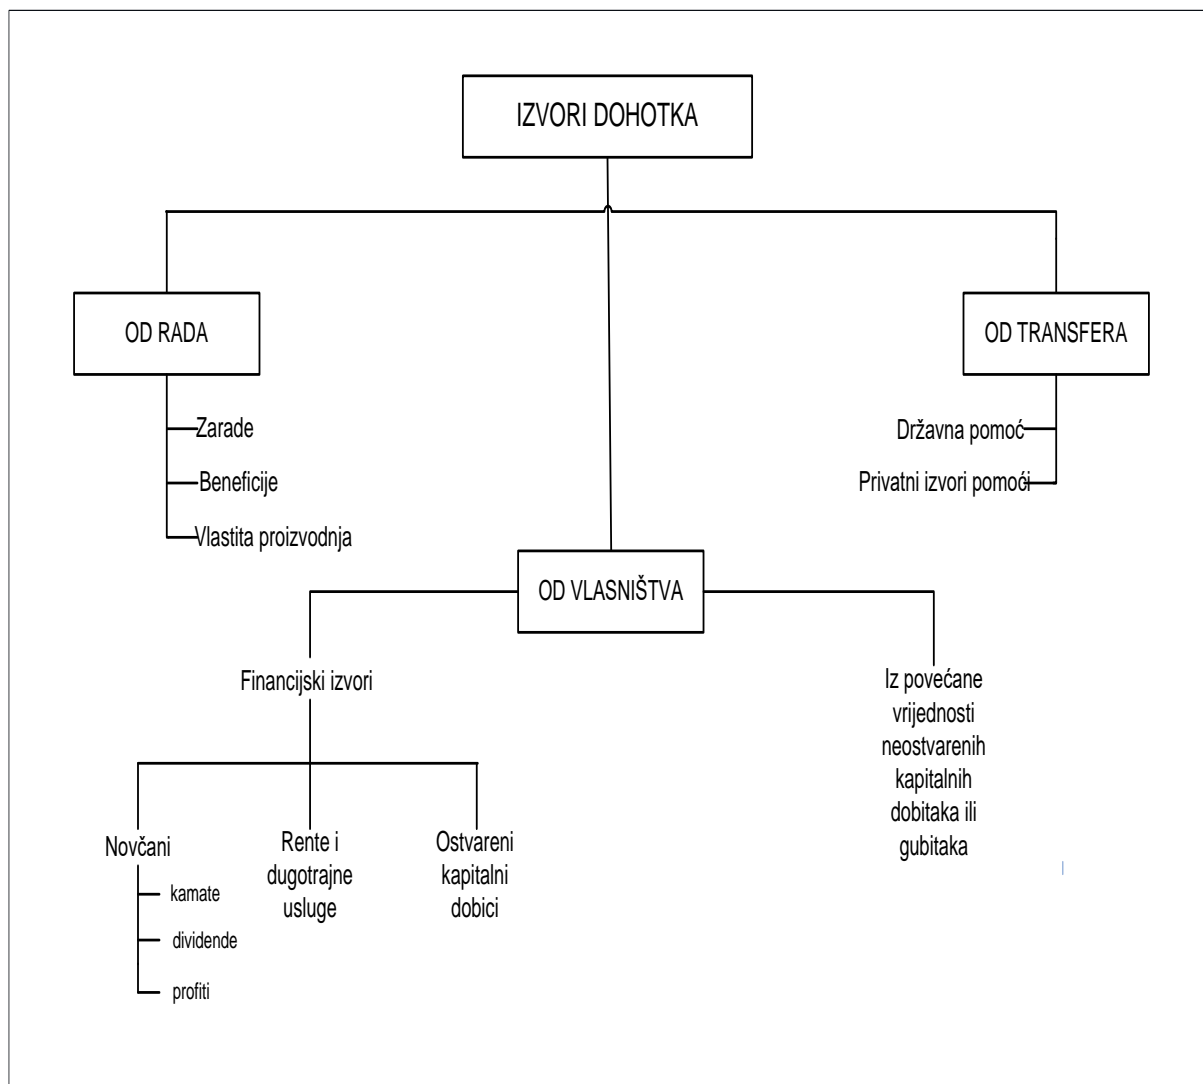 IZVORI DOHOTKA
OD RADA
Zarade
Beneficije
Vlastita proizvodnja
OD TRANSFERA
Državna pomoć
Privatni izvori pomoći
OD VLASNIŠTVA
Financijski izvori
Novčani
kamate
dividende
profiti
Rente i
dugotrajne
usluge
Ostvareni
kapitalni
dobici
Iz povećane
vrijednosti
neostvarenih
kapitalnih
dobitaka ili
gubitaka